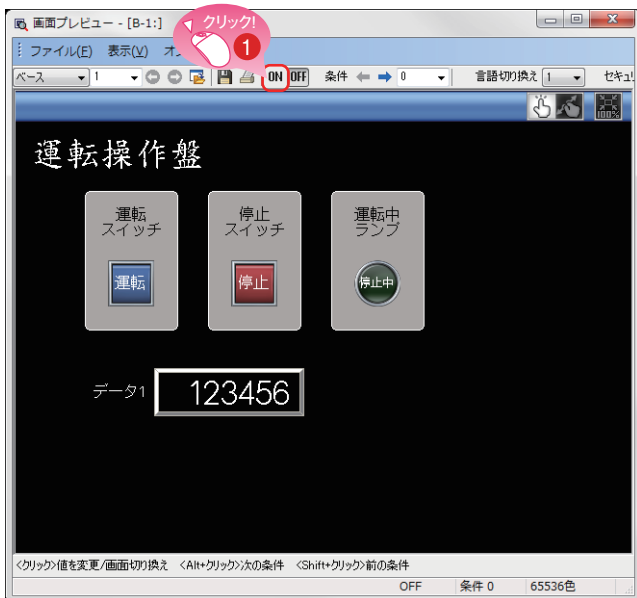 画面プレビュー - [B-1:]
クリック!
1
ファイル(F) 表示(V)
ベース 1 ON OFF 条件 0 言語切り換え 1 セキュ
100%
運転操作盤
運転
スイッチ
停止
スイッチ
運転中
ランプ
運転
停止
停止中
データ1 123456
<クリック>値を変更/画面切り換え <Alt+クリック>次の条件 <Shift+クリック>前の条件
OFF 条件 0 65536色